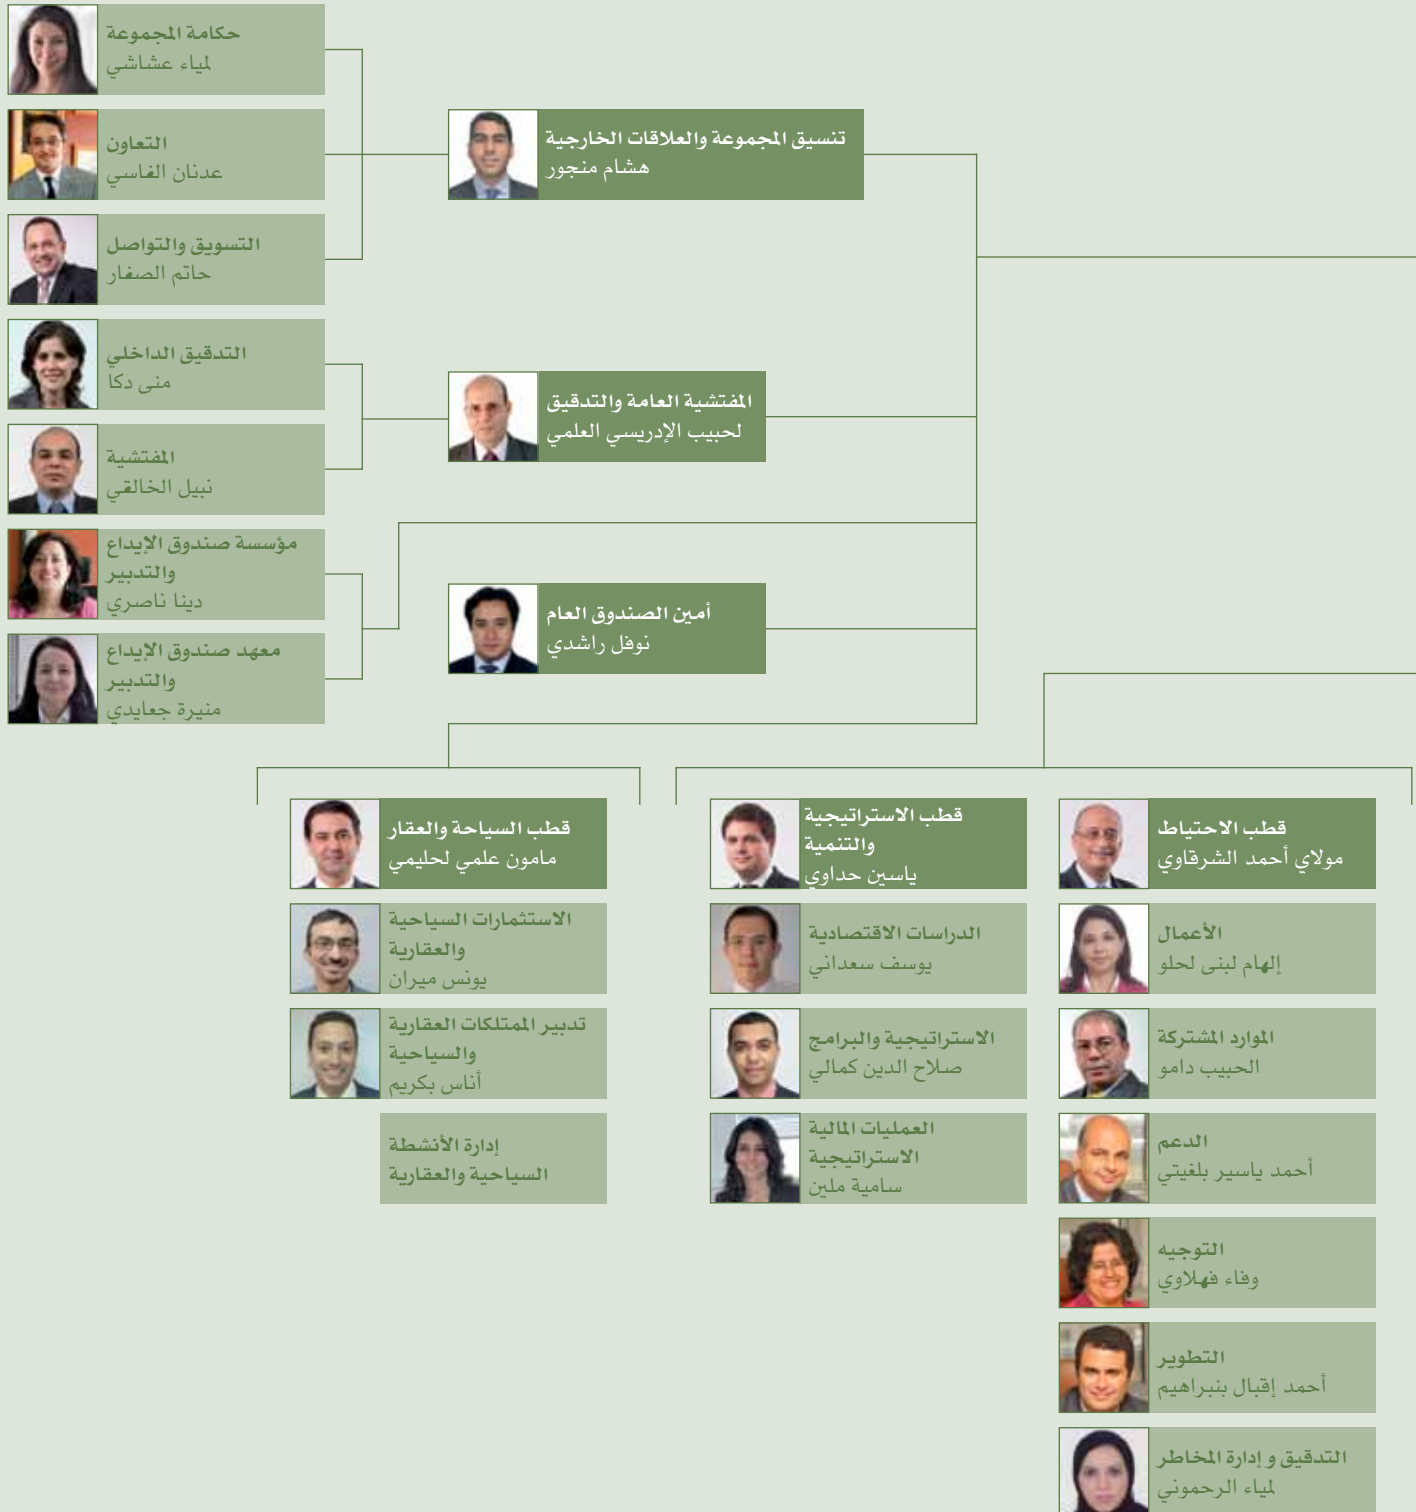 حكامة المجموعة
لمياء عشاشي
التعاون
عدنان الفاسي
التسويق والتواصل
حاتم الصفار
التدقيق الداخلي
منى دكا
المفتشية
نبيل الخالقي
مؤسسة صندوق الإيداع
والتدبير
دينا ناصري
معهد صندوق الإيداع
والتدبير
منيرة جعايدي
تنسيق المجموعة والعلاقات الخارجية
هشام منجور
المفتشية العامة والتدقيق
لحبيب الإدريسي العلمي
أمين الصندوق العام
نوفل راشدي
قطب الاحتياط
مولاي أحمد الشرقاوي
الأعمال
إلهام لبنى لحلو
الموارد المشتركة
الحبيب دامو
الدعم
أحمد ياسير بلغيتي
التوجيه
وفاء فهلاوي
التطوير
أحمد إقبال بنبراهيم
التدقيق و إدارة المخاطر
لمياء الرحموني
قطب الاستراتيجية
والتنمية
ياسين حداوي
الدراسات الاقتصادية
يوسف سعداني
الاستراتيجية والبرامج
صلاح الدين كمالي
العمليات المالية
الاستراتيجية
سامية ملين
قطب السياحة والعقار
مامون علمي لحليمي
الاستثمارات السياحية
والعقارية
يونس ميران
تدبير الممتلكات العقارية
والسياحية
أناس بكريم
إدارة الأنشطة
السياحية والعقارية